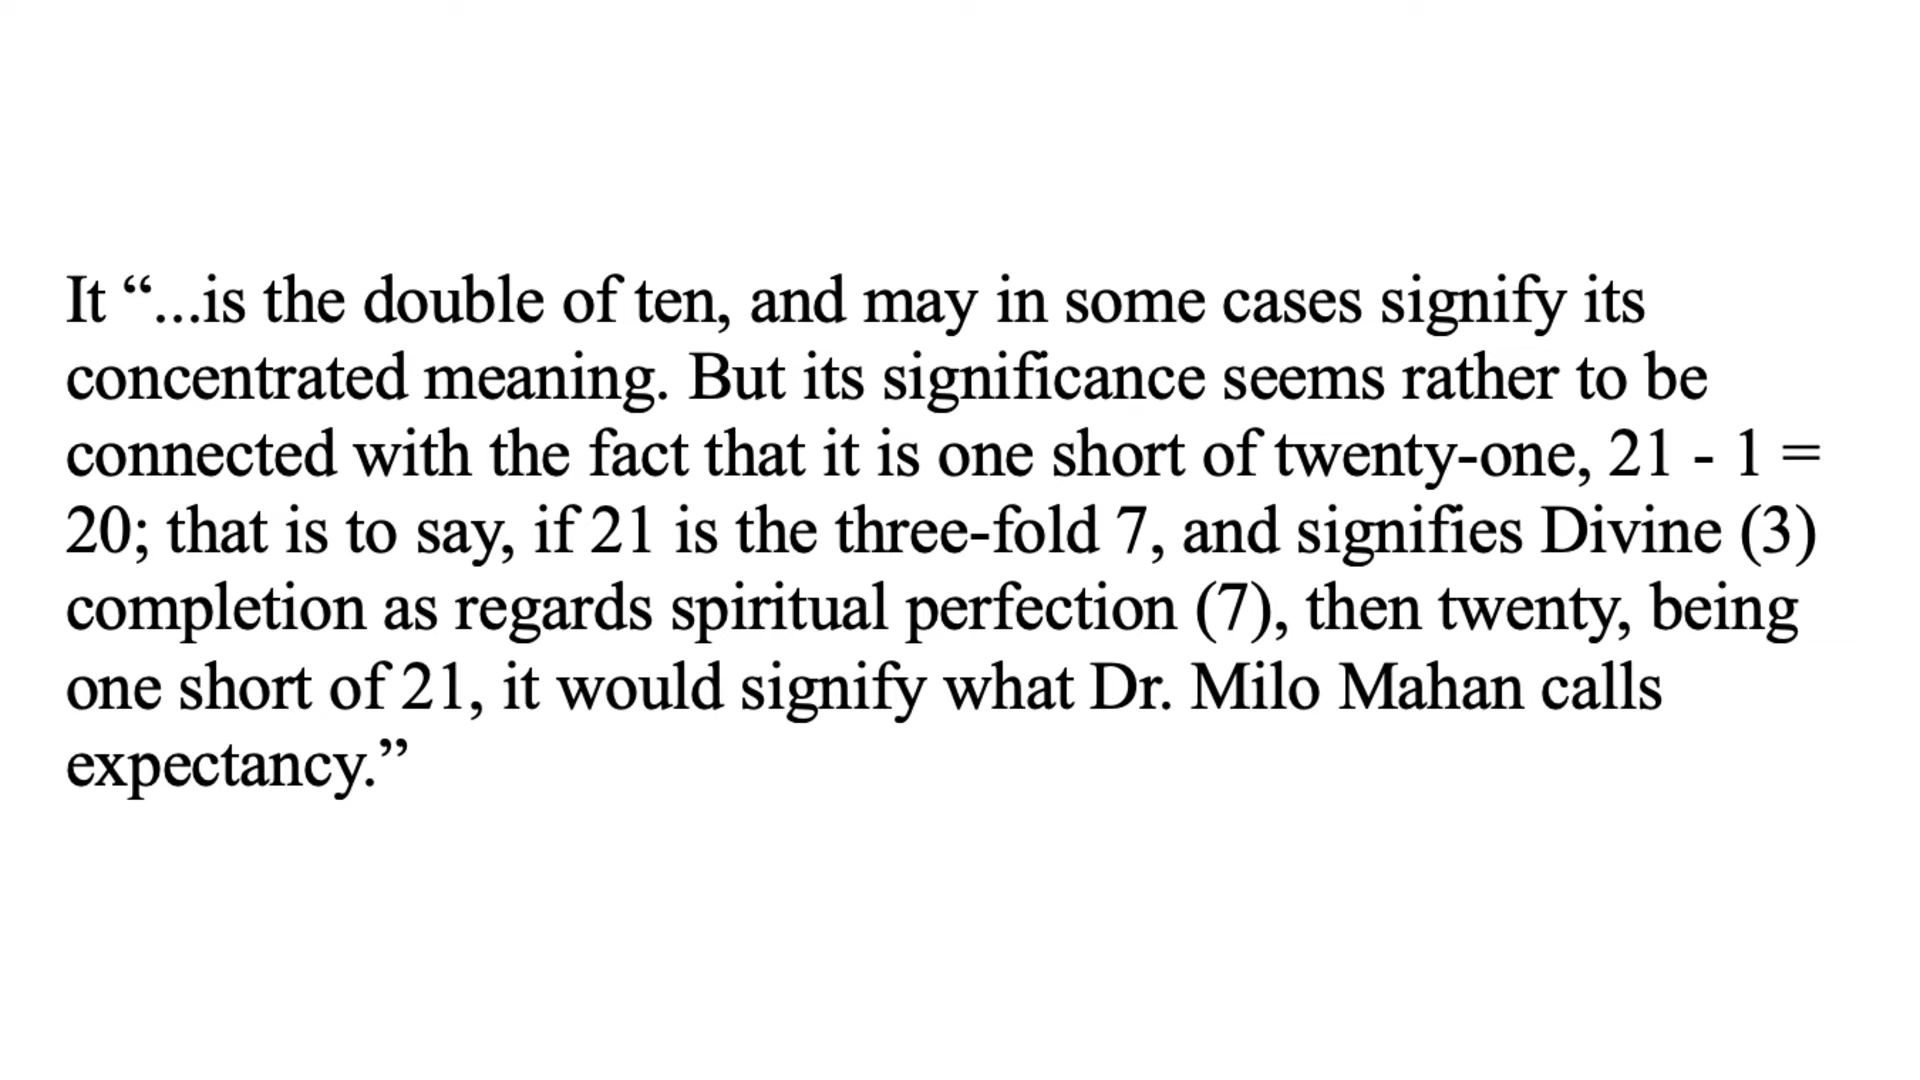 It “...is the double of ten, and may in some cases signify its
concentrated meaning. But its significance seems rather to be
connected with the fact that it is one short of twenty-one, 21 - 1 =
20; that is to say, if 21 is the three-fold 7, and signifies Divine (3)
completion as regards spiritual perfection (7), then twenty, being
one short of 21, it would signify what Dr. Milo Mahan calls
expectancy.”